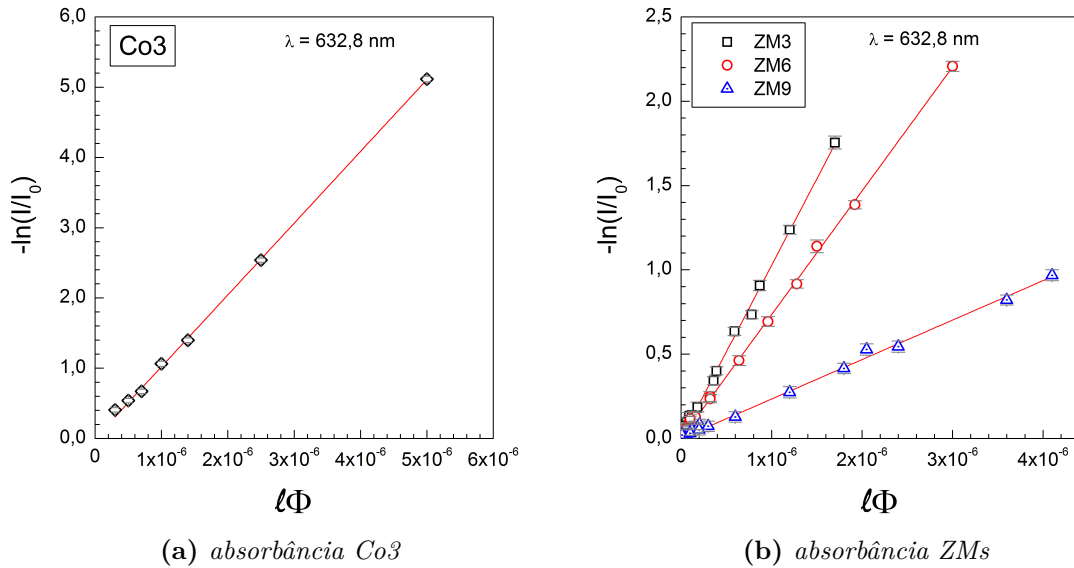 6,0
5,0
4,0
3,0
2,0
1,0
0,0
-ln(I/I₀)
Co3
λ = 632,8 nm
0 1x10⁻⁶ 2x10⁻⁶ 3x10⁻⁶ 4x10⁻⁶ 5x10⁻⁶ 6x10⁻⁶
ℓΦ
(a) absorbância Co3
2,5
2,0
1,5
1,0
0,5
0,0
-ln(I/I₀)
ZM3
ZM6
ZM9
λ = 632,8 nm
0 1x10⁻⁶ 2x10⁻⁶ 3x10⁻⁶ 4x10⁻⁶
ℓΦ
(b) absorbância ZMs